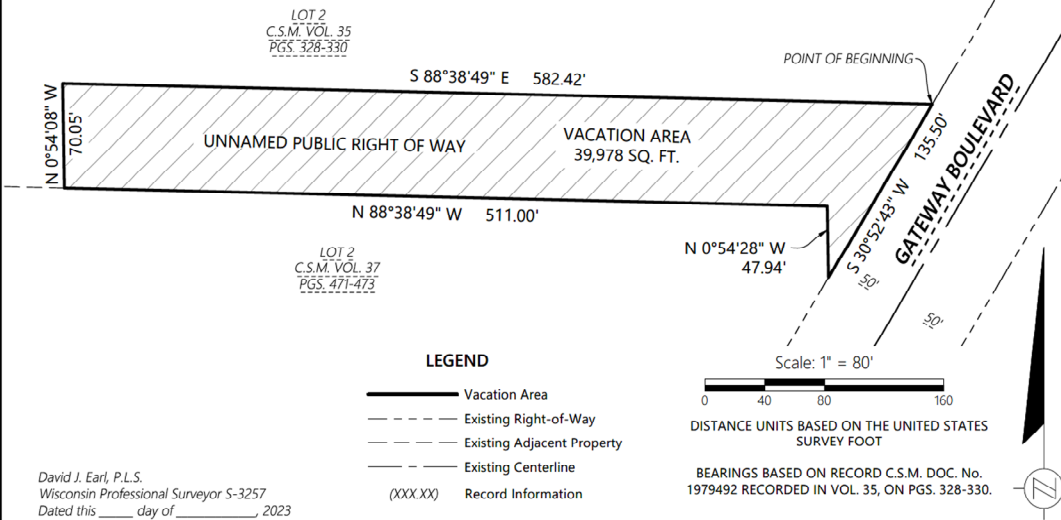 LOT 2
C.S.M. VOL. 35
PGS. 328-330
POINT OF BEGINNING
S 88°38'49" E 582.42'
N 0°54'08" W
70.05'
UNNAMED PUBLIC RIGHT OF WAY
VACATION AREA
39,978 SQ. FT.
135.50'
S 30°52'43" W
GATEWAY BOULEVARD
N 88°38'49" W 511.00'
N 0°54'28" W
47.94'
50'
50'
LOT 2
C.S.M. VOL. 37
PGS. 471-473
LEGEND
Vacation Area
Existing Right-of-Way
Existing Adjacent Property
Existing Centerline
(XXX.XX) Record Information
Scale: 1" = 80'
0 40 80 160
DISTANCE UNITS BASED ON THE UNITED STATES
SURVEY FOOT
BEARINGS BASED ON RECORD C.S.M. DOC. No.
1979492 RECORDED IN VOL. 35, ON PGS. 328-330.
N
David J. Earl, P.L.S.
Wisconsin Professional Surveyor S-3257
Dated this _____ day of ___________, 2023